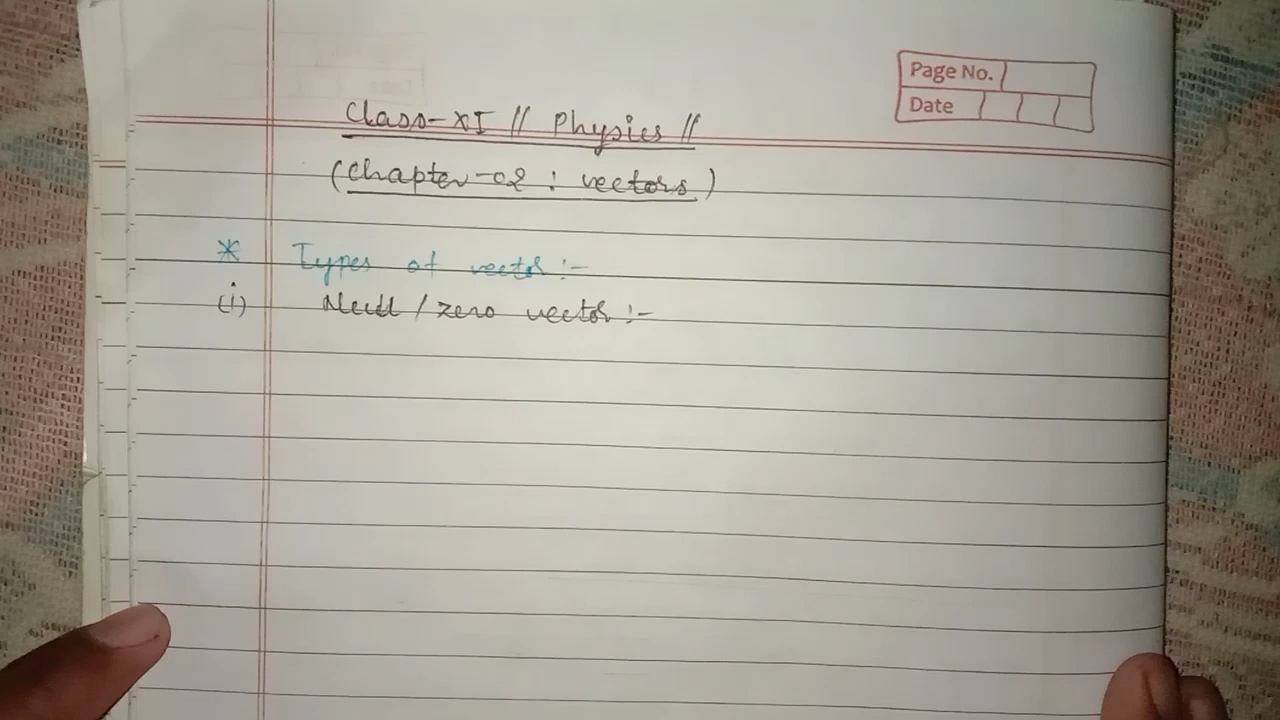 Page No.
Date
Class-XI // Physics //
(Chapter-02 : vectors)
* Types of vector :-
(i) Null / zero vector :-